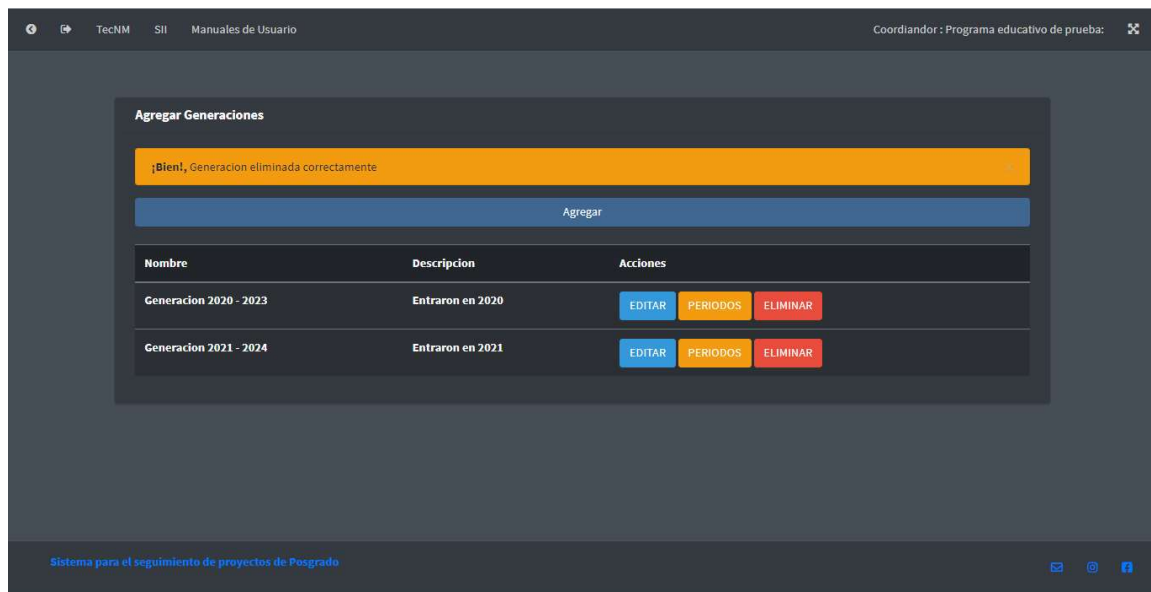 TecNM SII Manuales de Usuario Coordiandor : Programa educativo de prueba:
Agregar Generaciones
¡Bien!, Generacion eliminada correctamente
Agregar
Nombre Descripcion Acciones
Generacion 2020 - 2023 Entraron en 2020 EDITAR PERIODOS ELIMINAR
Generacion 2021 - 2024 Entraron en 2021 EDITAR PERIODOS ELIMINAR
Sistema para el seguimiento de proyectos de Posgrado